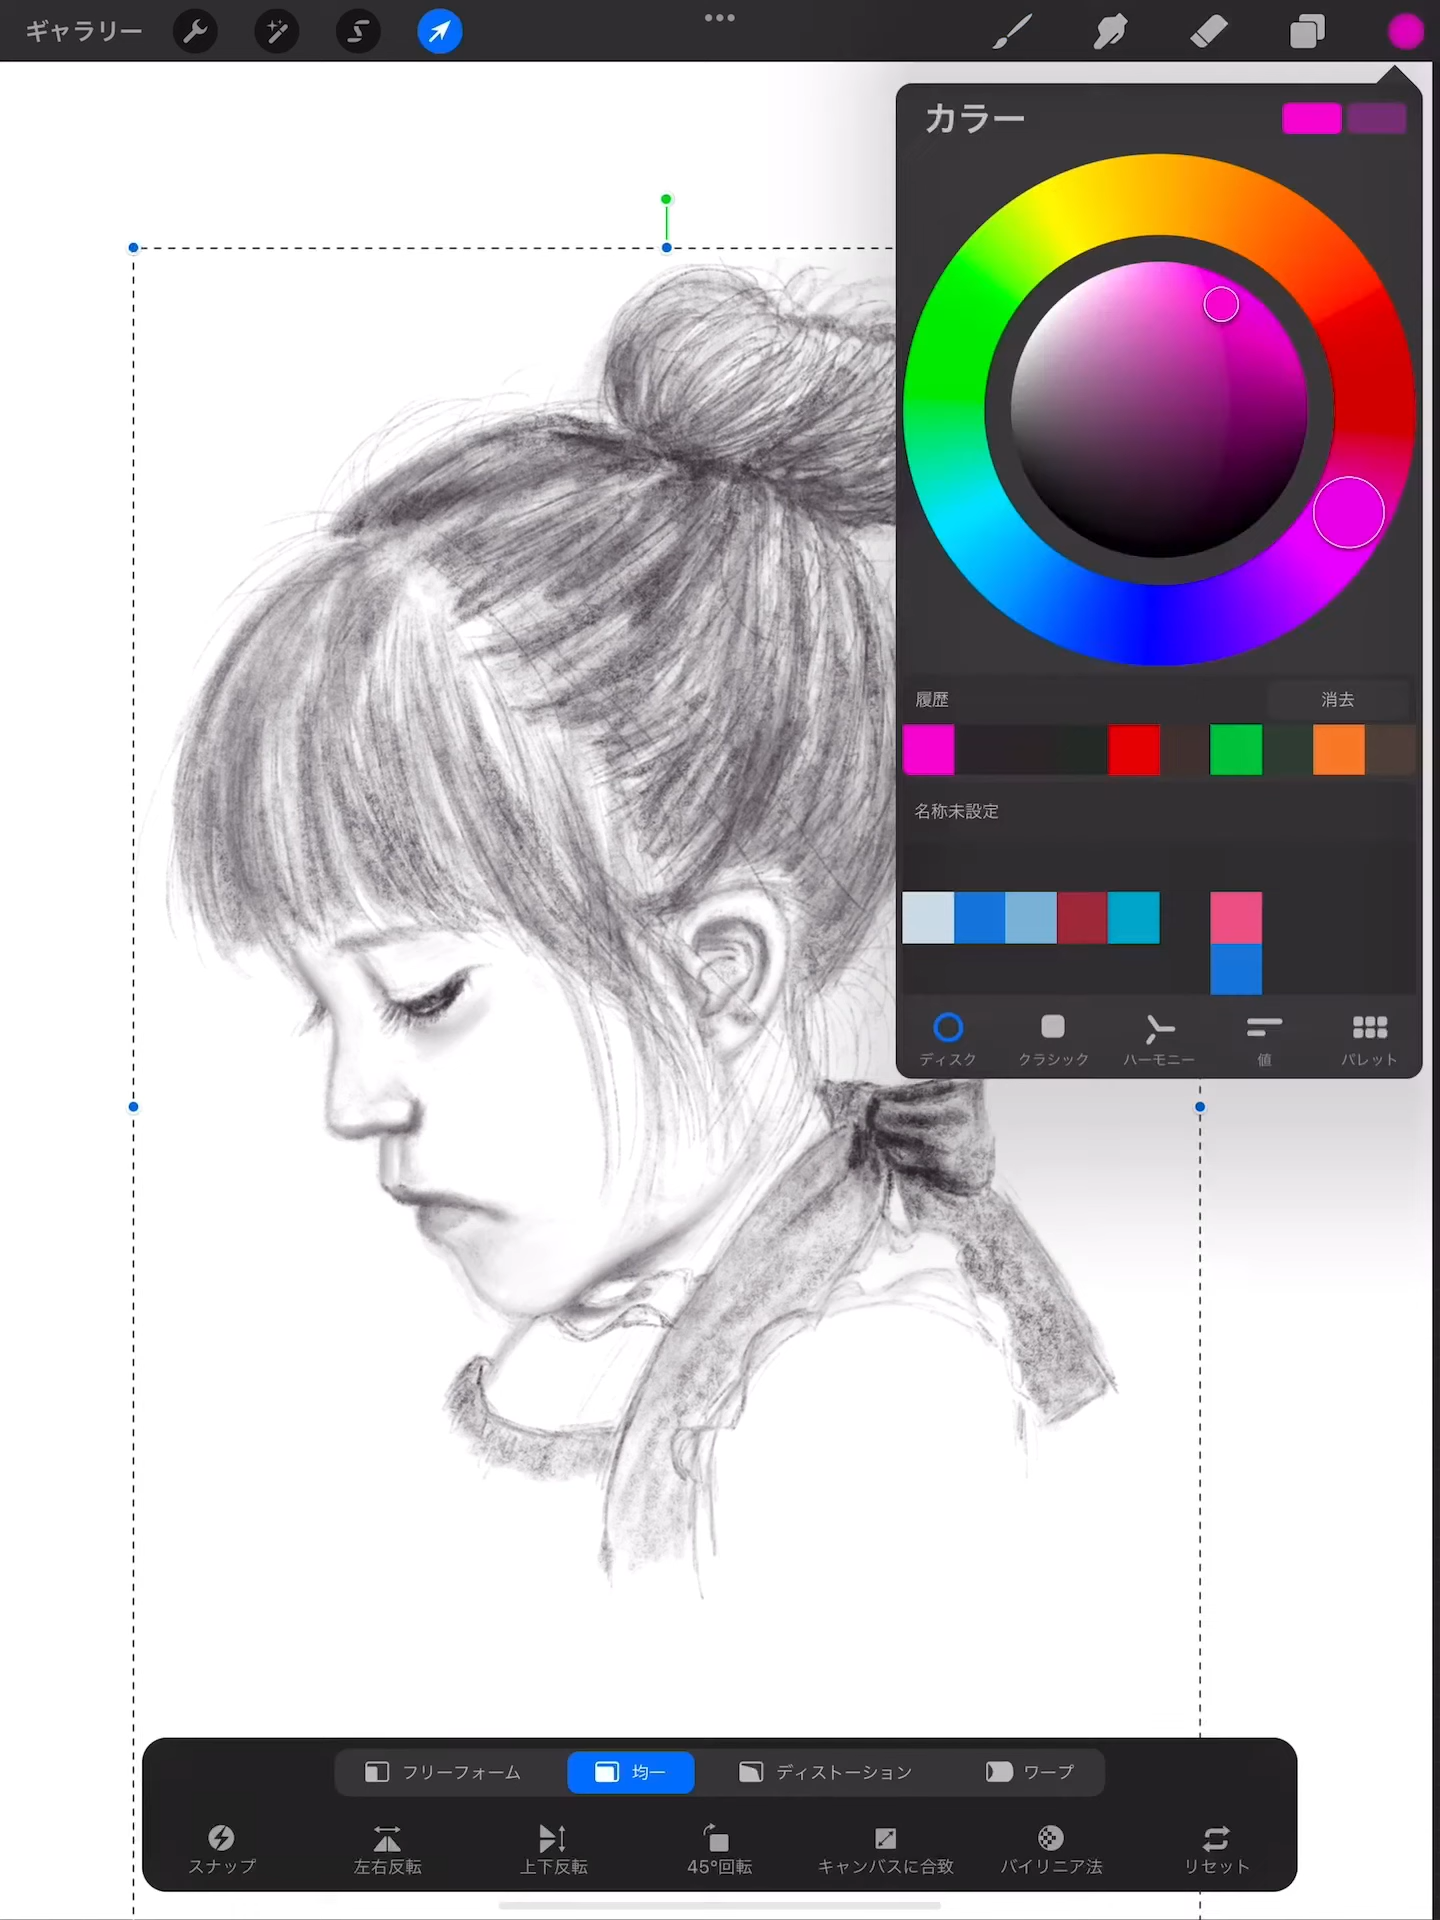 ギャラリー
カラー
履歴
消去
名称未設定
ディスク
クラシック
ハーモニー
値
パレット
フリーフォーム
均一
ディストーション
ワープ
スナップ
左右反転
上下反転
45°回転
キャンバスに合致
バイリニア法
リセット